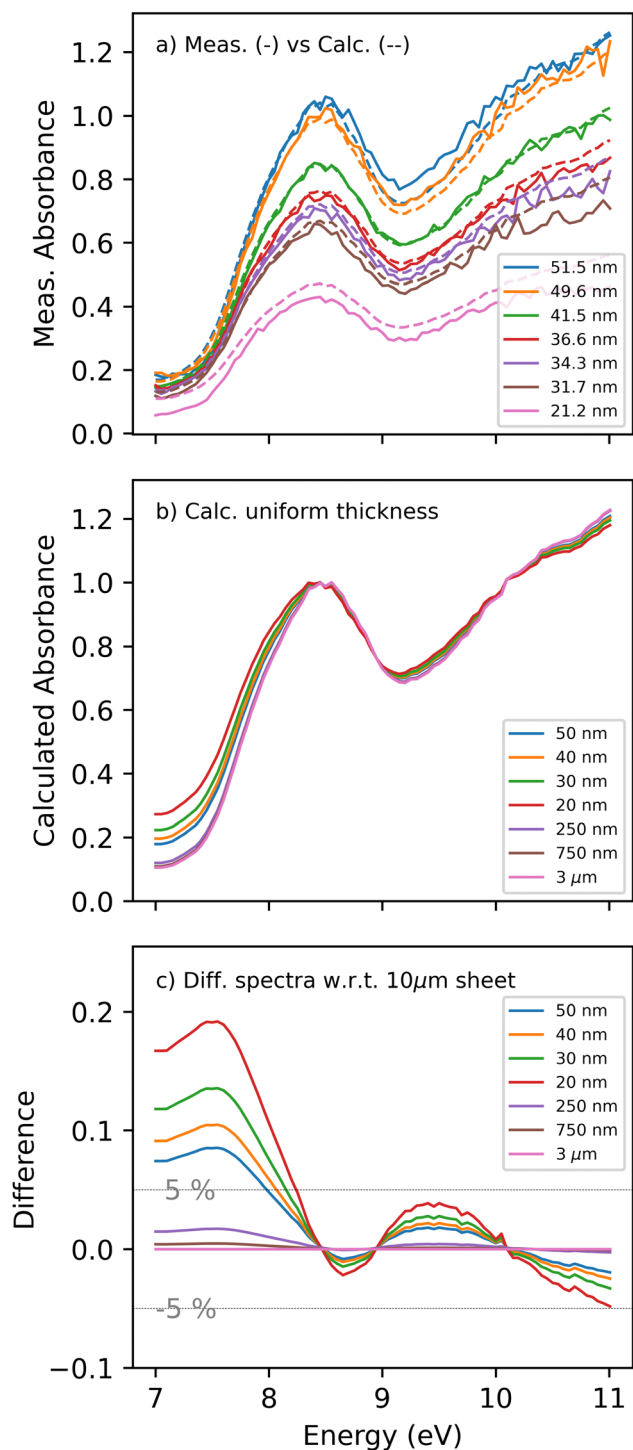 a) Meas. (-) vs Calc. (--)
Meas. Absorbance
1.2
1.0
0.8
0.6
0.4
0.2
0.0
51.5 nm
49.6 nm
41.5 nm
36.6 nm
34.3 nm
31.7 nm
21.2 nm
b) Calc. uniform thickness
Calculated Absorbance
1.2
1.0
0.8
0.6
0.4
0.2
0.0
50 nm
40 nm
30 nm
20 nm
250 nm
750 nm
3 μm
c) Diff. spectra w.r.t. 10μm sheet
Difference
0.2
0.1
0.0
−0.1
50 nm
40 nm
30 nm
20 nm
250 nm
750 nm
3 μm
5 %
-5 %
7 8 9 10 11
Energy (eV)